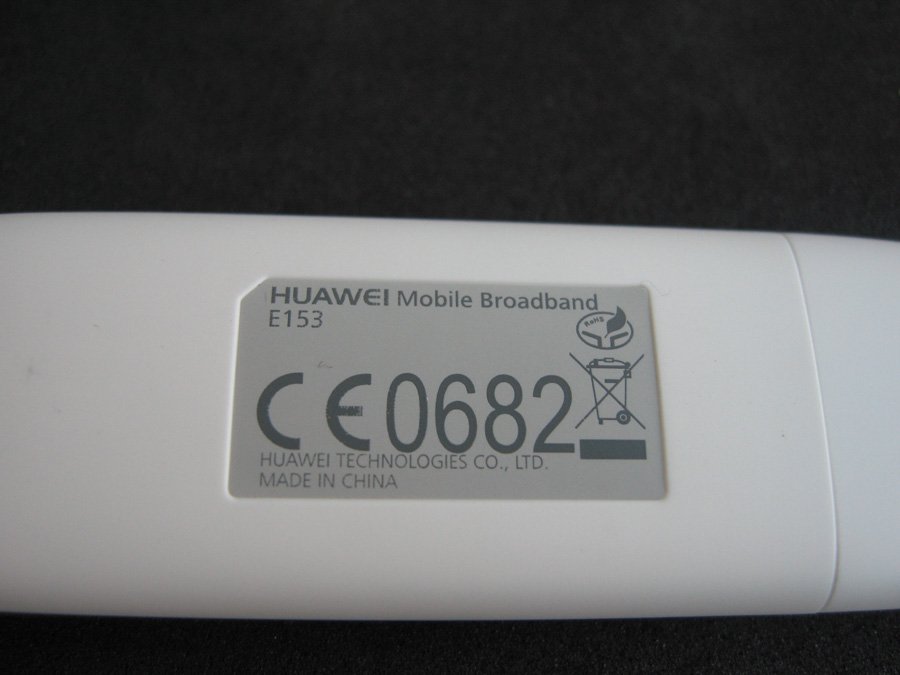 HUAWEI Mobile Broadband
E153
RoHS
CE0682
HUAWEI TECHNOLOGIES CO., LTD.
MADE IN CHINA